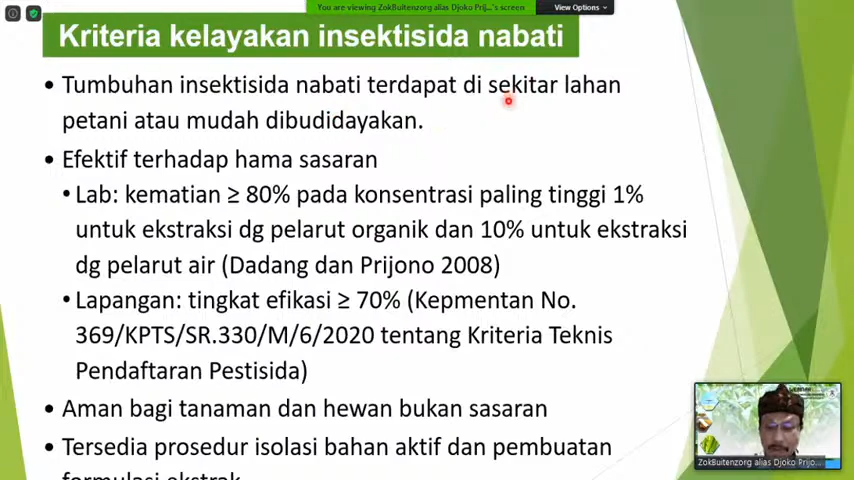 You are viewing ZokBuitenzorg alias Djoko Prij...'s screen
View Options
Kriteria kelayakan insektisida nabati
• Tumbuhan insektisida nabati terdapat di sekitar lahan
petani atau mudah dibudidayakan.
• Efektif terhadap hama sasaran
• Lab: kematian ≥ 80% pada konsentrasi paling tinggi 1%
untuk ekstraksi dg pelarut organik dan 10% untuk ekstraksi
dg pelarut air (Dadang dan Prijono 2008)
• Lapangan: tingkat efikasi ≥ 70% (Kepmentan No.
369/KPTS/SR.330/M/6/2020 tentang Kriteria Teknis
Pendaftaran Pestisida)
• Aman bagi tanaman dan hewan bukan sasaran
• Tersedia prosedur isolasi bahan aktif dan pembuatan
formulasi ekstrak
ZokBuitenzorg alias Djoko Prijo...